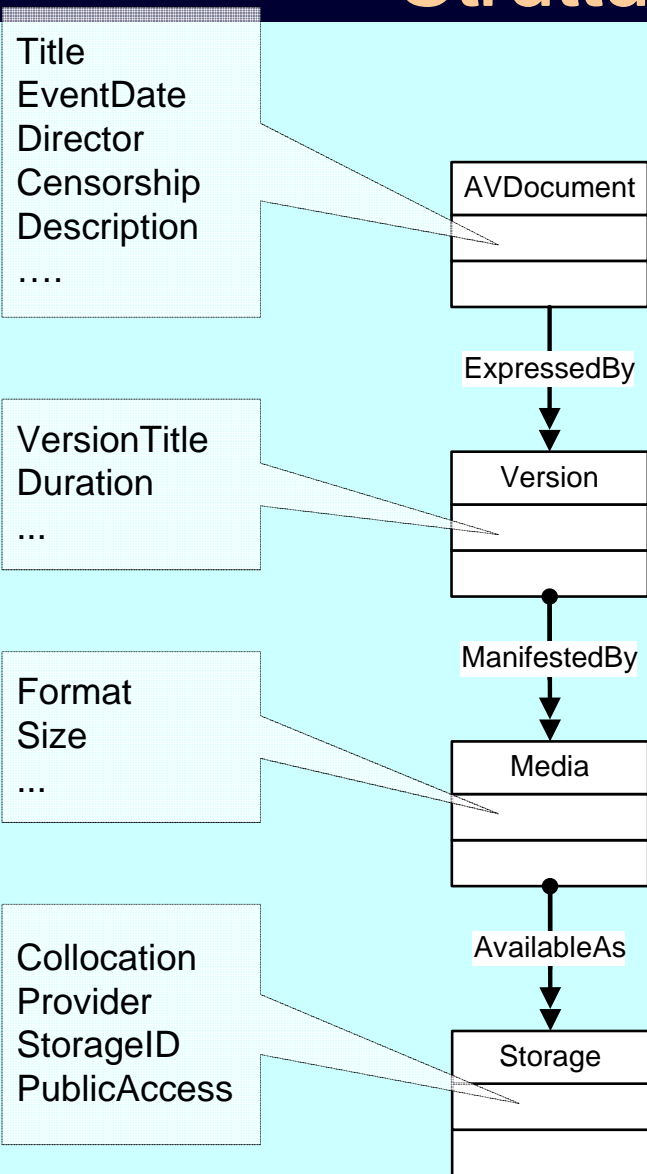 Title
EventDate
Director
Censorship
Description
….
AVDocument
ExpressedBy
VersionTitle
Duration
...
Version
ManifestedBy
Format
Size
...
Media
AvailableAs
Collocation
Provider
StorageID
PublicAccess
Storage